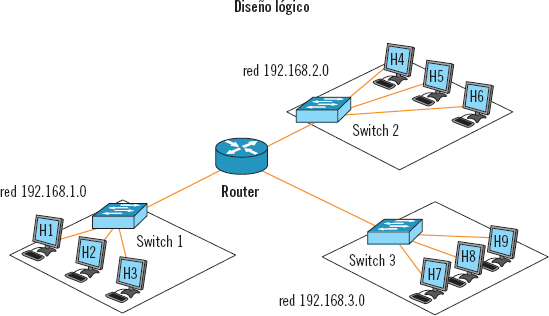 Diseño lógico
red 192.168.2.0
H4
H5
H6
Switch 2
Router
red 192.168.1.0
H1
H2
H3
Switch 1
H9
H8
H7
Switch 3
red 192.168.3.0